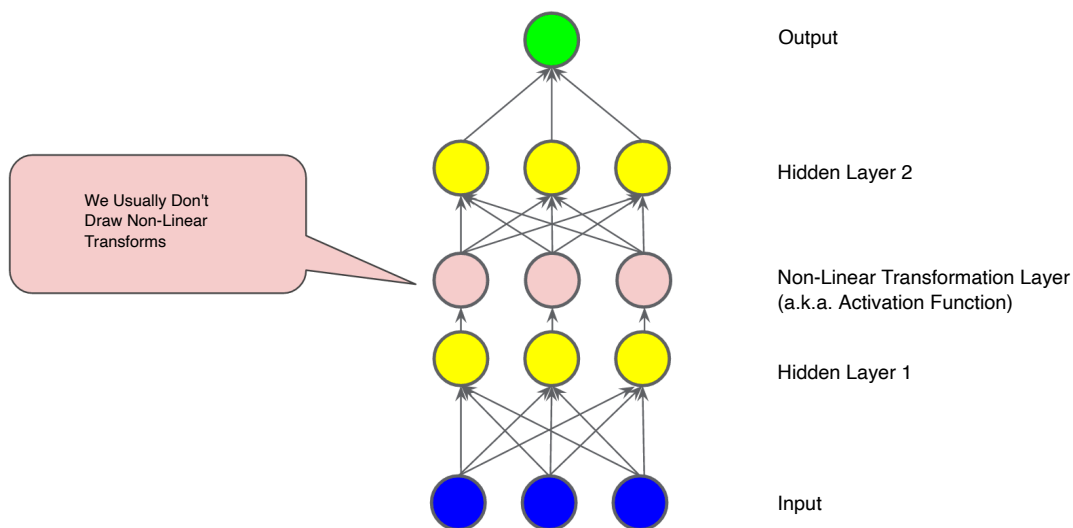 Output
Hidden Layer 2
We Usually Don't
Draw Non-Linear
Transforms
Non-Linear Transformation Layer
(a.k.a. Activation Function)
Hidden Layer 1
Input